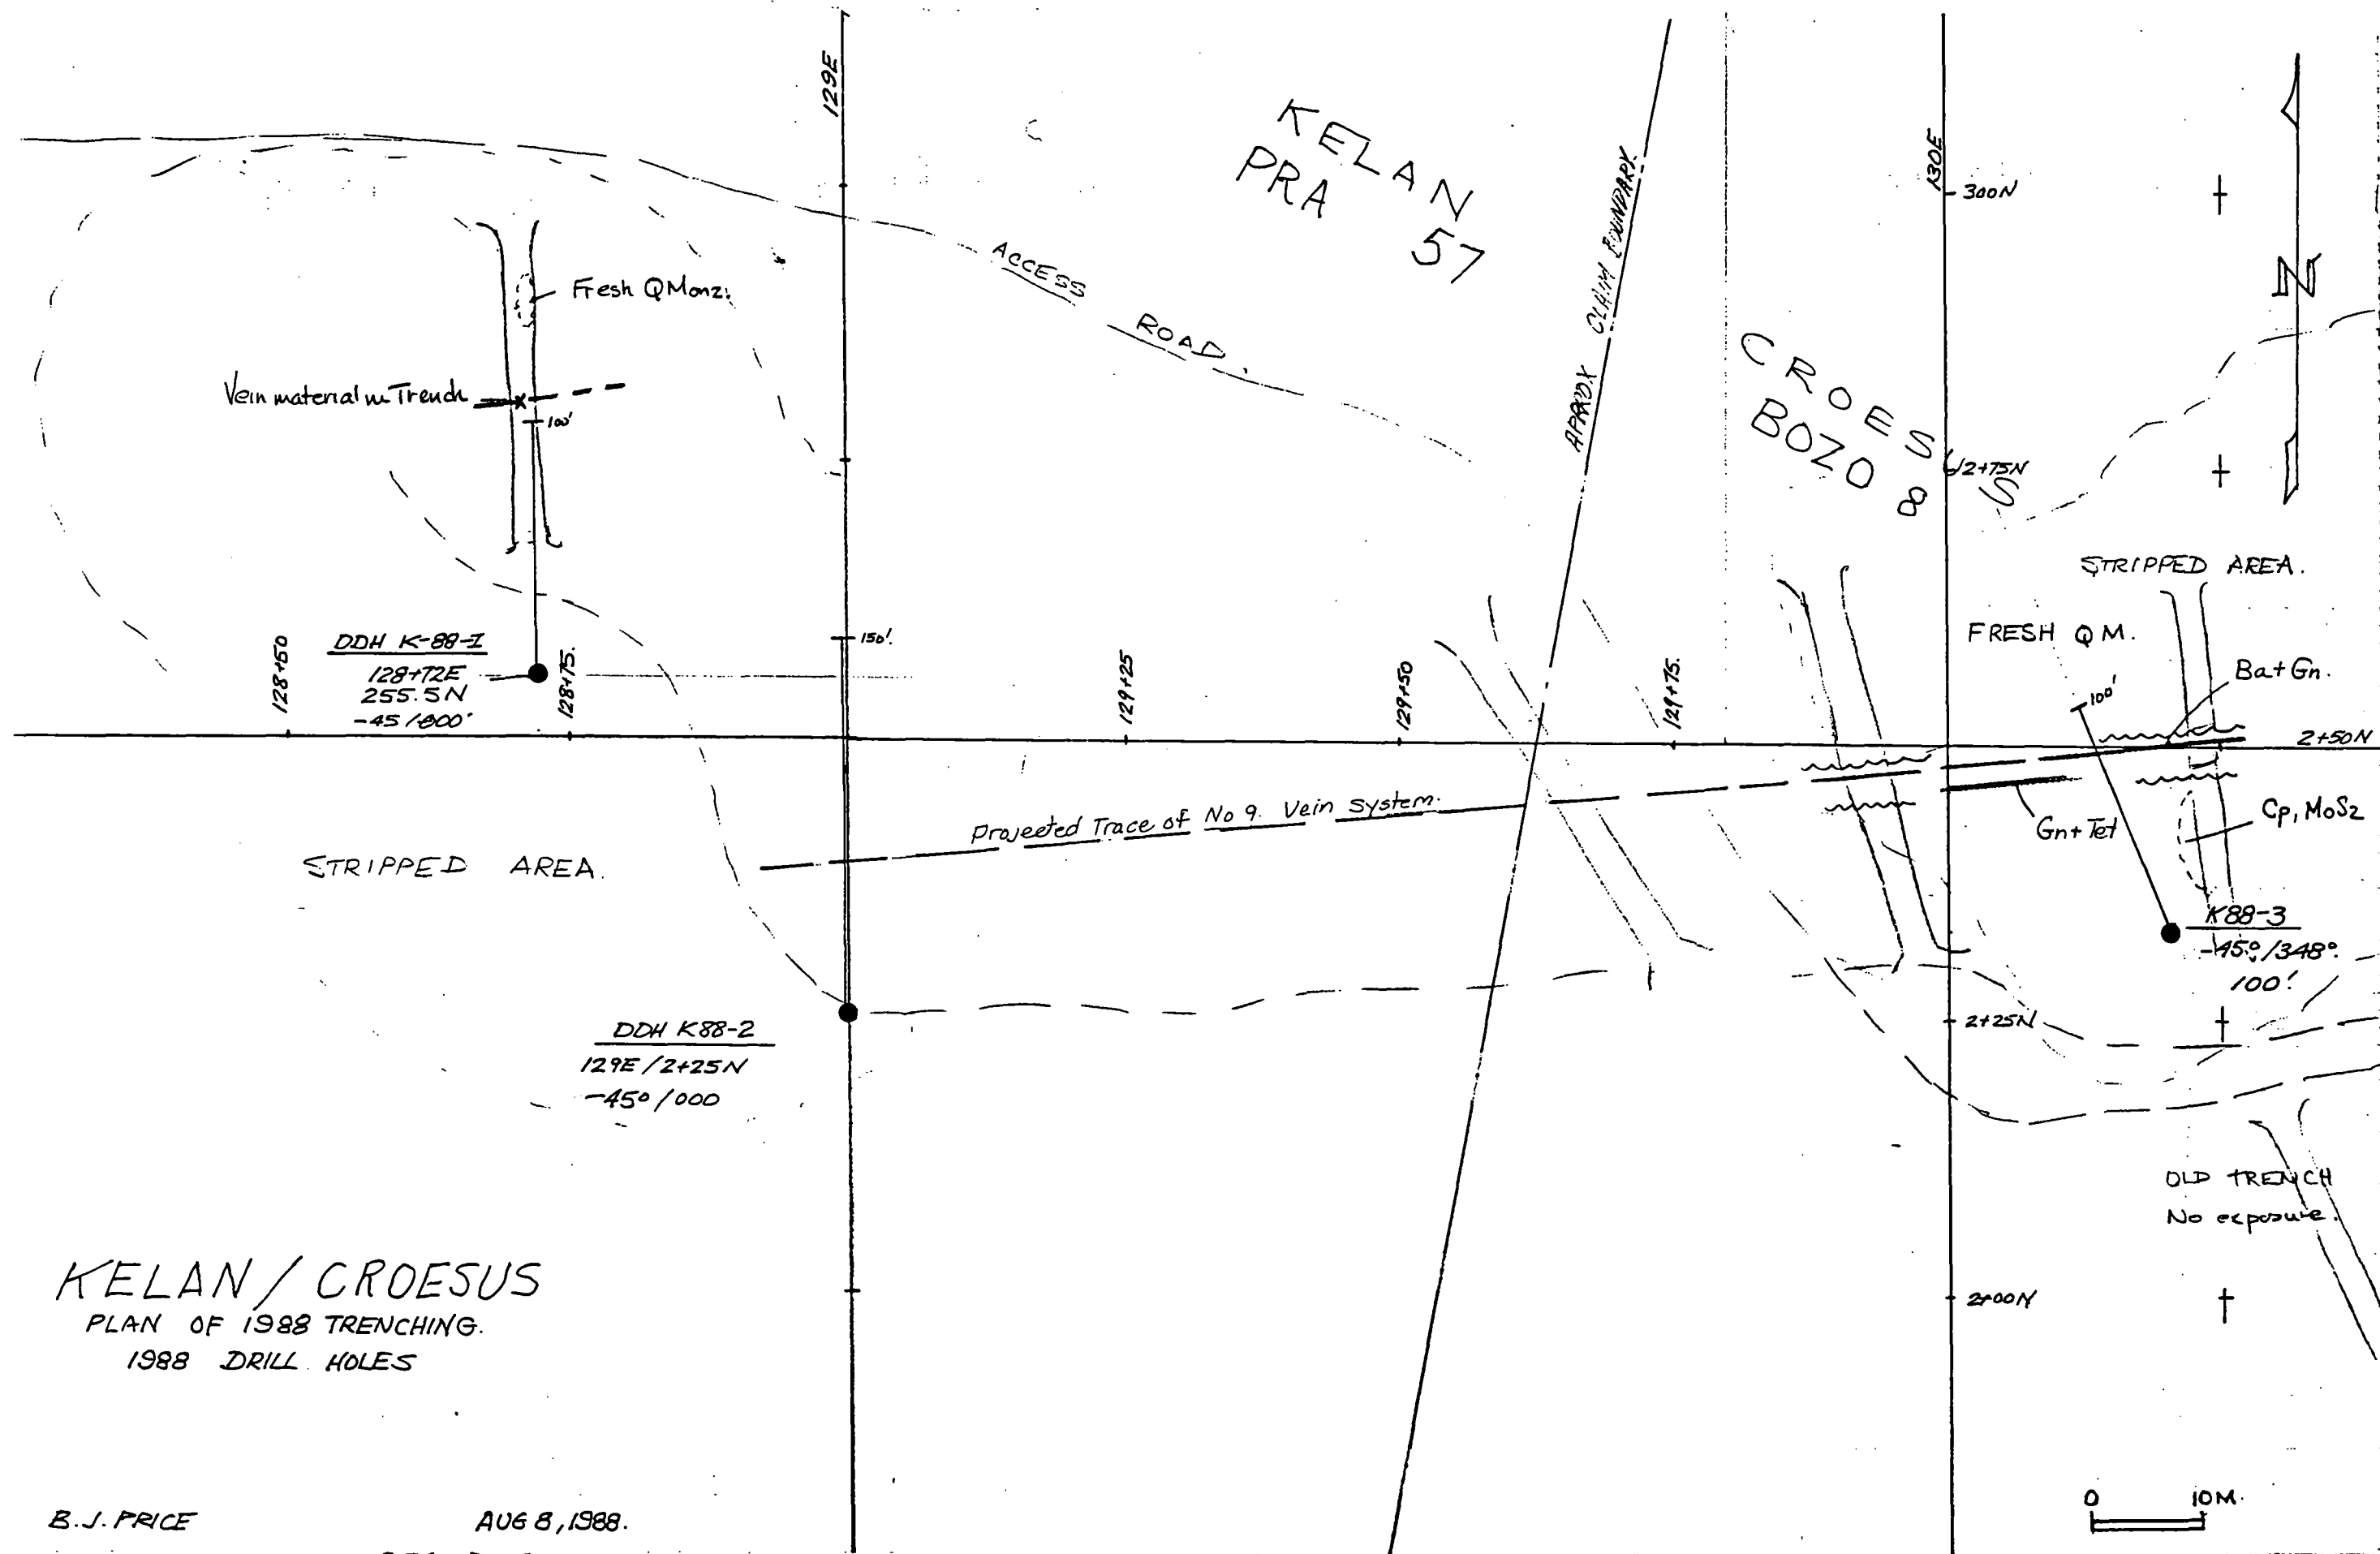 129E
KELAN
PRA 57
APPROX CLAIM BOUNDARY.
130E
300N
N
ACCESS ROAD.
Fresh QMonz.
Vein material in Trench
100'
CROESUS
BOZO 8
2+75N
STRIPPED AREA.
FRESH QM.
Ba+Gn.
100'
DDH K-88-1
128+72E
255.5N
128+50
128+75.
150'.
129+25
129+50
129+75.
2+50N
Projected Trace of No 9. Vein System.
Gn+Tet
Cp, MoS2
STRIPPED AREA.
K88-3
-45°/348°.
100'.
DDH K88-2
129E/2+25N
-45°/000
2+25N
OLD TRENCH
No exposure.
2+00N
KELAN/CROESUS
PLAN OF 1988 TRENCHING.
1988 DRILL HOLES
B.J. PRICE
AUG 8, 1988.
0 10M.